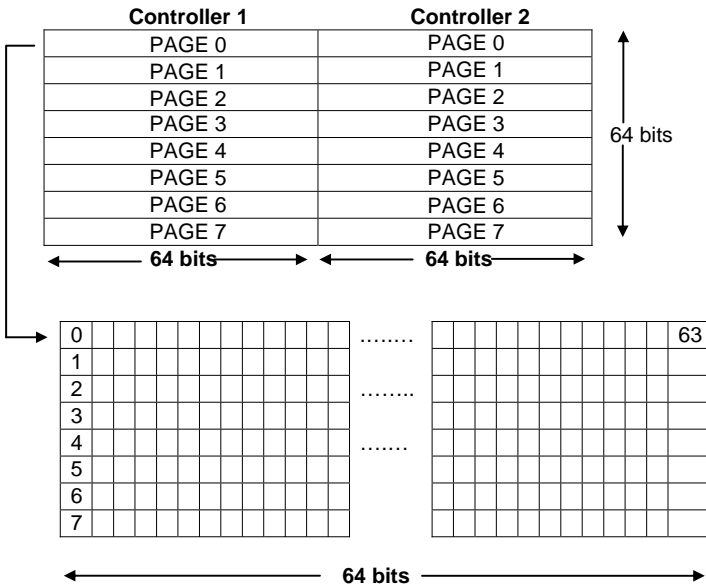 Controller 1 Controller 2
PAGE 0 PAGE 0
PAGE 1 PAGE 1
PAGE 2 PAGE 2
PAGE 3 PAGE 3
PAGE 4 PAGE 4
PAGE 5 PAGE 5
PAGE 6 PAGE 6
PAGE 7 PAGE 7
64 bits
64 bits 64 bits
0 ........ 63
1
2 ........
3
4 .......
5
6
7
64 bits